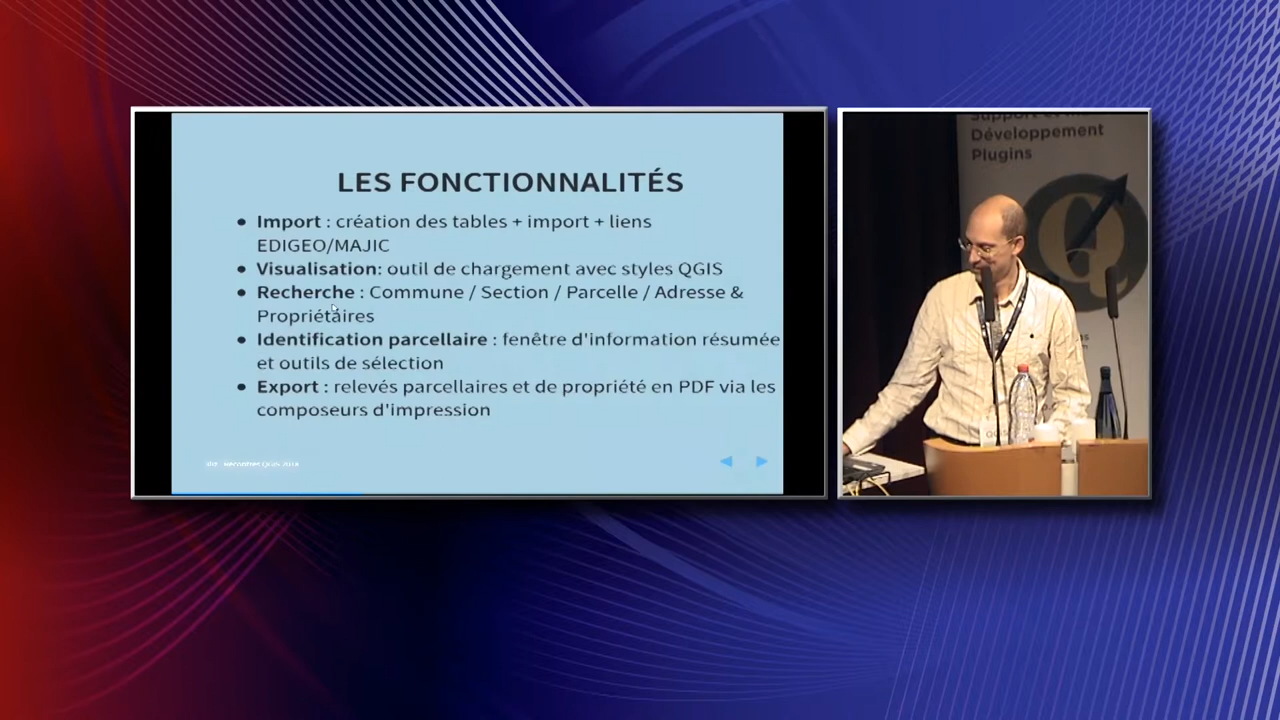 LES FONCTIONNALITÉS
• Import : création des tables + import + liens
EDIGEO/MAJIC
• Visualisation: outil de chargement avec styles QGIS
• Recherche : Commune / Section / Parcelle / Adresse &
Propriétaires
• Identification parcellaire : fenêtre d'information résumée
et outils de sélection
• Export : relevés parcellaires et de propriété en PDF via les
composeurs d'impression
Rencontres QGIS
Support et
Développement
Plugins